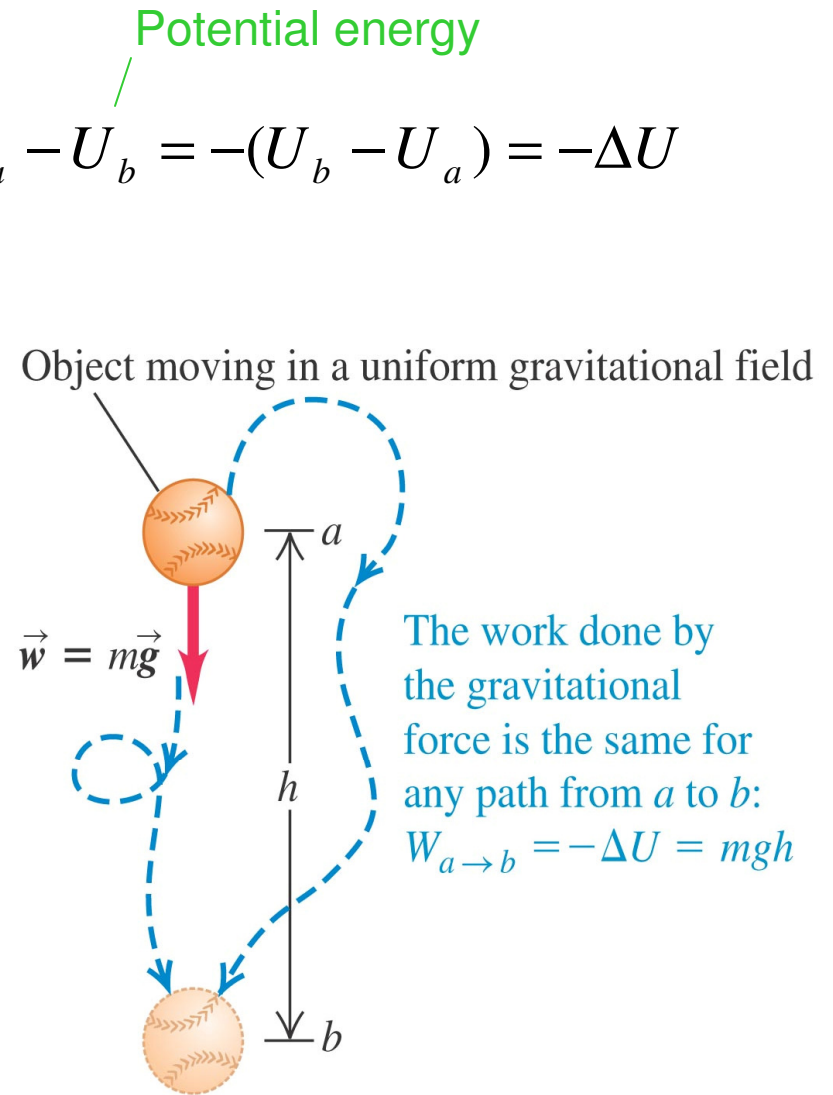 Potential energy
− U_b = −(U_b − U_a) = −ΔU
Object moving in a uniform gravitational field
a
w⃗ = mg⃗
h
The work done by
the gravitational
force is the same for
any path from a to b:
W_{a→b} = −ΔU = mgh
b